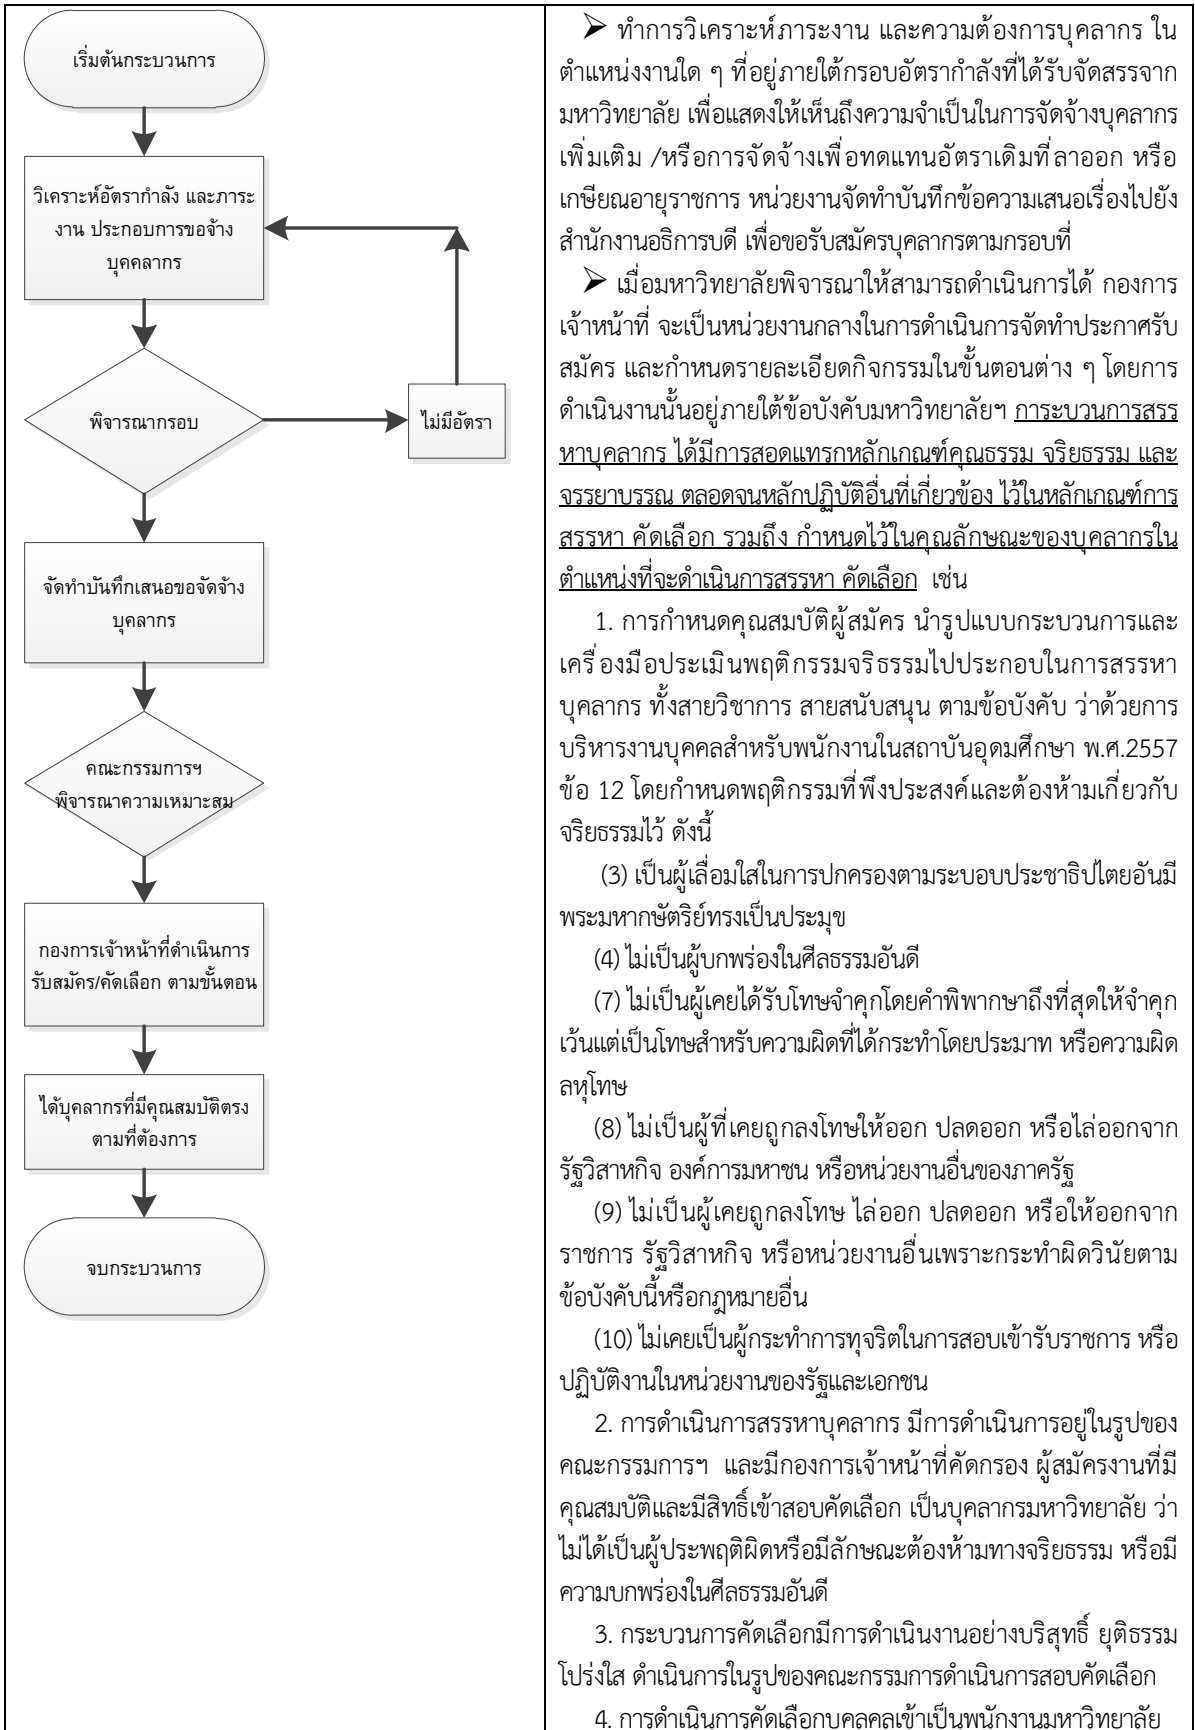 เริ่มต้นกระบวนการ
วิเคราะห์อัตรากำลัง และภาระ
งาน ประกอบการขอจ้าง
บุคคลากร
พิจารณากรอบ
ไม่มีอัตรา
จัดทำบันทึกเสนอขอจัดจ้าง
บุคลากร
คณะกรรมการฯ
พิจารณาความเหมาะสม
กองการเจ้าหน้าที่ดำเนินการ
รับสมัคร/คัดเลือก ตามขั้นตอน
ได้บุคลากรที่มีคุณสมบัติตรง
ตามที่ต้องการ
จบกระบวนการ
➢ ทำการวิเคราะห์ภาระงาน และความต้องการบุคลากร ใน
ตำแหน่งงานใด ๆ ที่อยู่ภายใต้กรอบอัตรากำลังที่ได้รับจัดสรรจาก
มหาวิทยาลัย เพื่อแสดงให้เห็นถึงความจำเป็นในการจัดจ้างบุคลากร
เพิ่มเติม /หรือการจัดจ้างเพื่อทดแทนอัตราเดิมที่ลาออก หรือ
เกษียณอายุราชการ หน่วยงานจัดทำบันทึกข้อความเสนอเรื่องไปยัง
สำนักงานอธิการบดี เพื่อขอรับสมัครบุคลากรตามกรอบที่
➢ เมื่อมหาวิทยาลัยพิจารณาให้สามารถดำเนินการได้ กองการ
เจ้าหน้าที่ จะเป็นหน่วยงานกลางในการดำเนินการจัดทำประกาศรับ
สมัคร และกำหนดรายละเอียดกิจกรรมในขั้นตอนต่าง ๆ โดยการ
ดำเนินงานนั้นอยู่ภายใต้ข้อบังคับมหาวิทยาลัยฯ การะบวนการสรร
หาบุคลากร ได้มีการสอดแทรกหลักเกณฑ์คุณธรรม จริยธรรม และ
จรรยาบรรณ ตลอดจนหลักปฏิบัติอื่นที่เกี่ยวข้อง ไว้ในหลักเกณฑ์การ
สรรหา คัดเลือก รวมถึง กำหนดไว้ในคุณลักษณะของบุคลากรใน
ตำแหน่งที่จะดำเนินการสรรหา คัดเลือก เช่น
1. การกำหนดคุณสมบัติผู้สมัคร นำรูปแบบกระบวนการและ
เครื่องมือประเมินพฤติกรรมจริธรรมไปประกอบในการสรรหา
บุคลากร ทั้งสายวิชาการ สายสนับสนุน ตามข้อบังคับ ว่าด้วยการ
บริหารงานบุคคลสำหรับพนักงานในสถาบันอุดมศึกษา พ.ศ.2557
ข้อ 12 โดยกำหนดพฤติกรรมที่พึงประสงค์และต้องห้ามเกี่ยวกับ
จริยธรรมไว้ ดังนี้
(3) เป็นผู้เลื่อมใสในการปกครองตามระบอบประชาธิปไตยอันมี
พระมหากษัตริย์ทรงเป็นประมุข
(4) ไม่เป็นผู้บกพร่องในศีลธรรมอันดี
(7) ไม่เป็นผู้เคยได้รับโทษจำคุกโดยคำพิพากษาถึงที่สุดให้จำคุก
เว้นแต่เป็นโทษสำหรับความผิดที่ได้กระทำโดยประมาท หรือความผิด
ลหุโทษ
(8) ไม่เป็นผู้ที่เคยถูกลงโทษให้ออก ปลดออก หรือไล่ออกจาก
รัฐวิสาหกิจ องค์การมหาชน หรือหน่วยงานอื่นของภาครัฐ
(9) ไม่เป็นผู้เคยถูกลงโทษ ไล่ออก ปลดออก หรือให้ออกจาก
ราชการ รัฐวิสาหกิจ หรือหน่วยงานอื่นเพราะกระทำผิดวินัยตาม
ข้อบังคับนี้หรือกฎหมายอื่น
(10) ไม่เคยเป็นผู้กระทำการทุจริตในการสอบเข้ารับราชการ หรือ
ปฏิบัติงานในหน่วยงานของรัฐและเอกชน
2. การดำเนินการสรรหาบุคลากร มีการดำเนินการอยู่ในรูปของ
คณะกรรมการฯ และมีกองการเจ้าหน้าที่คัดกรอง ผู้สมัครงานที่มี
คุณสมบัติและมีสิทธิ์เข้าสอบคัดเลือก เป็นบุคลากรมหาวิทยาลัย ว่า
ไม่ได้เป็นผู้ประพฤติผิดหรือมีลักษณะต้องห้ามทางจริยธรรม หรือมี
ความบกพร่องในศีลธรรมอันดี
3. กระบวนการคัดเลือกมีการดำเนินงานอย่างบริสุทธิ์ ยุติธรรม
โปร่งใส ดำเนินการในรูปของคณะกรรมการดำเนินการสอบคัดเลือก
4. การดำเนินการคัดเลือกบุคลคลเข้าเป็นพนักงานมหาวิทยาลัย